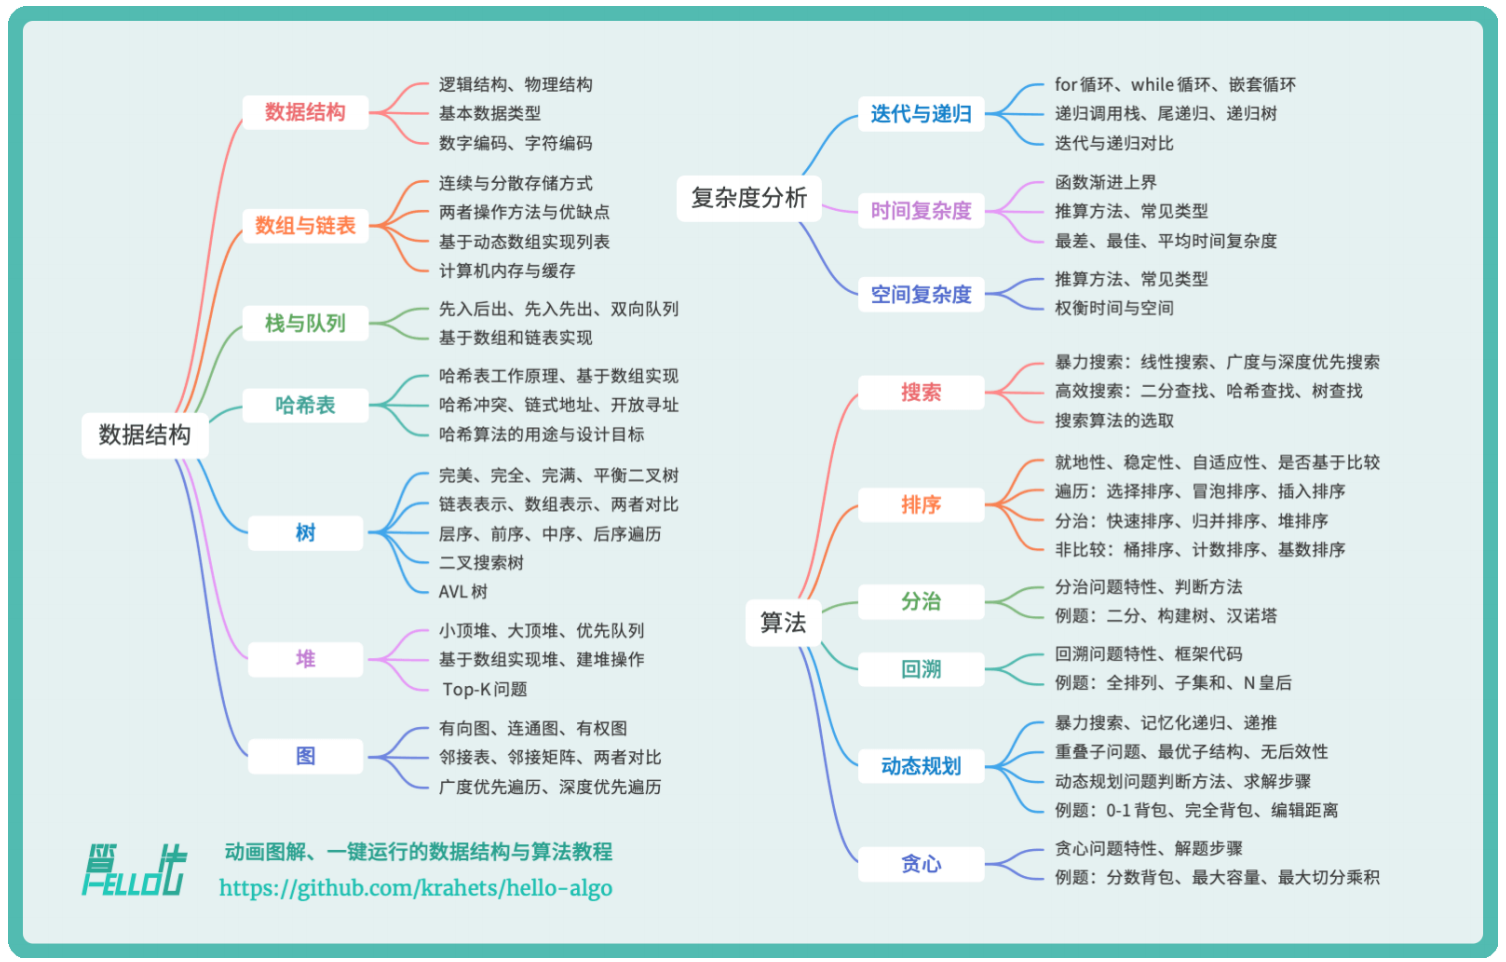 数据结构
数据结构
逻辑结构、物理结构
基本数据类型
数字编码、字符编码
数组与链表
连续与分散存储方式
两者操作方法与优缺点
基于动态数组实现列表
计算机内存与缓存
栈与队列
先入后出、先入先出、双向队列
基于数组和链表实现
哈希表
哈希表工作原理、基于数组实现
哈希冲突、链式地址、开放寻址
哈希算法的用途与设计目标
树
完美、完全、完满、平衡二叉树
链表表示、数组表示、两者对比
层序、前序、中序、后序遍历
二叉搜索树
AVL 树
堆
小顶堆、大顶堆、优先队列
基于数组实现堆、建堆操作
Top-K 问题
图
有向图、连通图、有权图
邻接表、邻接矩阵、两者对比
广度优先遍历、深度优先遍历
复杂度分析
迭代与递归
for 循环、while 循环、嵌套循环
递归调用栈、尾递归、递归树
迭代与递归对比
时间复杂度
函数渐进上界
推算方法、常见类型
最差、最佳、平均时间复杂度
空间复杂度
推算方法、常见类型
权衡时间与空间
算法
搜索
暴力搜索：线性搜索、广度与深度优先搜索
高效搜索：二分查找、哈希查找、树查找
搜索算法的选取
排序
就地性、稳定性、自适应性、是否基于比较
遍历：选择排序、冒泡排序、插入排序
分治：快速排序、归并排序、堆排序
非比较：桶排序、计数排序、基数排序
分治
分治问题特性、判断方法
例题：二分、构建树、汉诺塔
回溯
回溯问题特性、框架代码
例题：全排列、子集和、N 皇后
动态规划
暴力搜索、记忆化递归、递推
重叠子问题、最优子结构、无后效性
动态规划问题判断方法、求解步骤
例题：0-1 背包、完全背包、编辑距离
贪心
贪心问题特性、解题步骤
例题：分数背包、最大容量、最大切分乘积
算法
HELLO
动画图解、一键运行的数据结构与算法教程
https://github.com/krahets/hello-algo